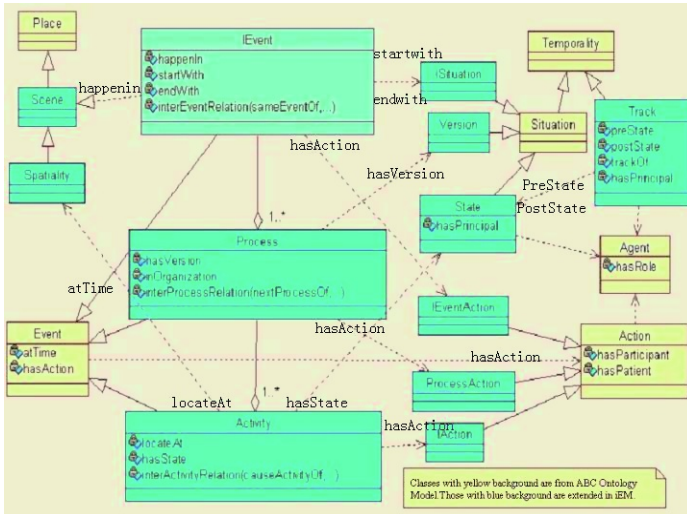 Place
IEvent
happenIn
startWith
endWith
interEventRelation(sameEventOf,...)
startwith
endwith
Temporality
iSituation
Scene
happenin
Version
Situation
Track
preState
postState
trackOf
hasPrincipal
hasAction
Spatiality
hasVersion
PreState
PostState
State
hasPrincipal
1..*
Process
hasVersion
inOrganization
interProcessRelation(nextProcessOf,...)
Agent
hasRole
atTime
IEventAction
Event
atTime
hasAction
hasAction
hasAction
Action
hasParticipant
hasPatient
ProcessAction
1..*
locateAt
hasState
Activity
locateAt
hasState
interActivityRelation(causeActivityOf,...)
hasAction
IAction
Classes with yellow background are from ABC Ontology
Model.Those with blue background are extended in iEM.